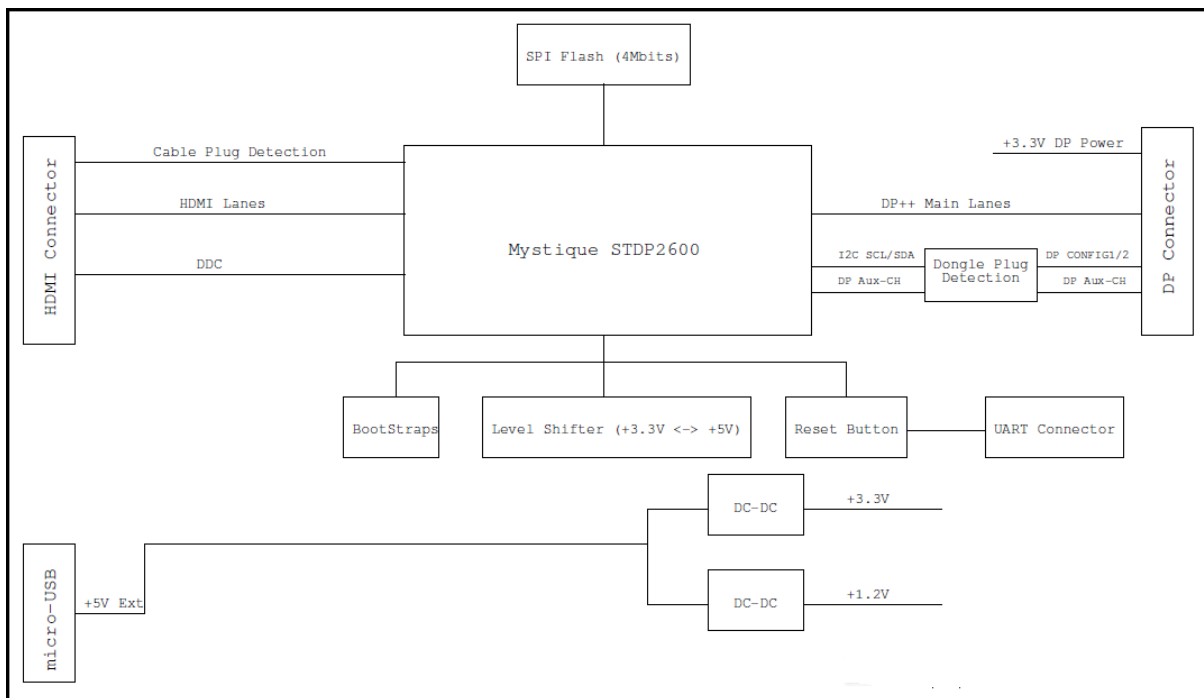 SPI Flash (4Mbits)
HDMI Connector
Cable Plug Detection
HDMI Lanes
DDC
Mystique STDP2600
+3.3V DP Power
DP++ Main Lanes
I2C SCL/SDA
DP Aux-CH
Dongle Plug
Detection
DP CONFIG1/2
DP Aux-CH
DP Connector
BootStraps
Level Shifter (+3.3V <-> +5V)
Reset Button
UART Connector
micro-USB
+5V Ext
DC-DC
+3.3V
DC-DC
+1.2V